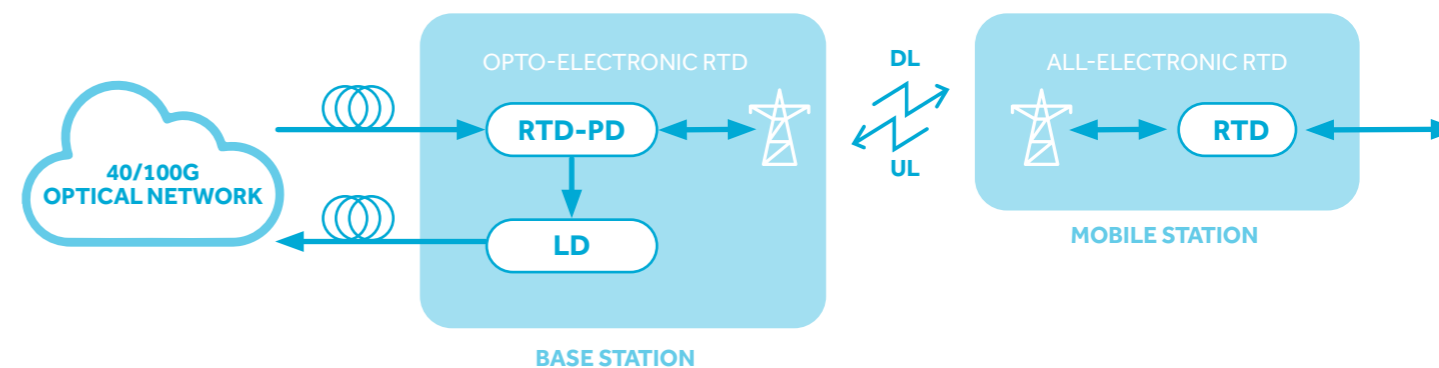 OPTO-ELECTRONIC RTD
DL
ALL-ELECTRONIC RTD
RTD-PD
RTD
40/100G
OPTICAL NETWORK
UL
LD
MOBILE STATION
BASE STATION